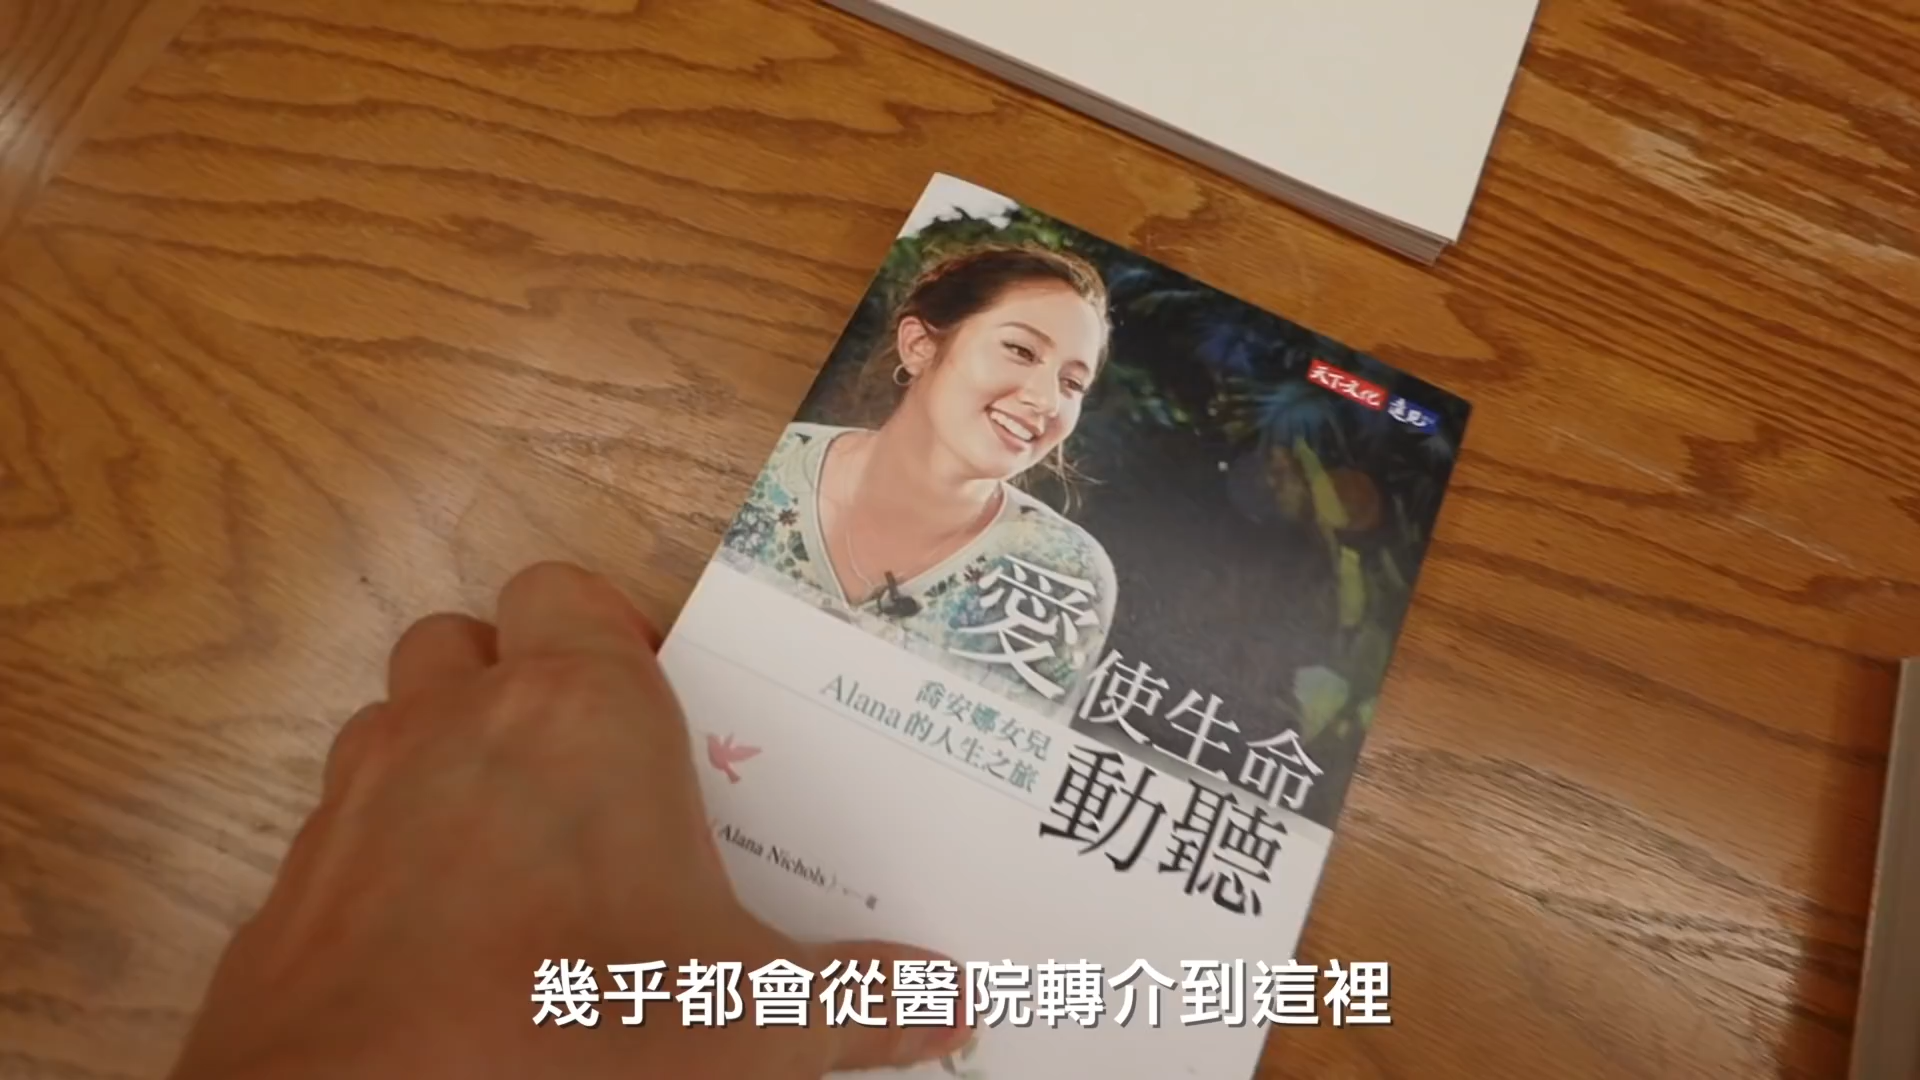 天下文化
遠見
愛使生命
動聽
喬安娜女兒
Alana的人生之旅
(Alana Nichols) 著
幾乎都會從醫院轉介到這裡